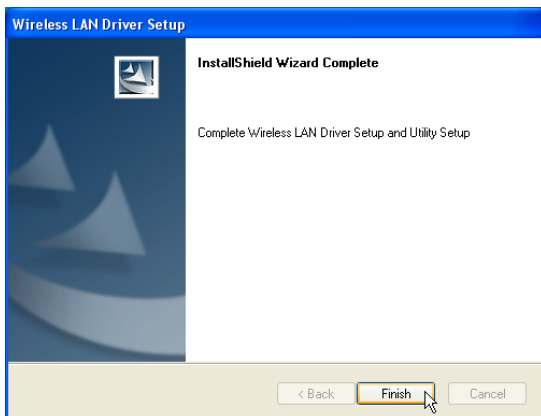 Wireless LAN Driver Setup
InstallShield Wizard Complete
Complete Wireless LAN Driver Setup and Utility Setup
< Back Finish Cancel